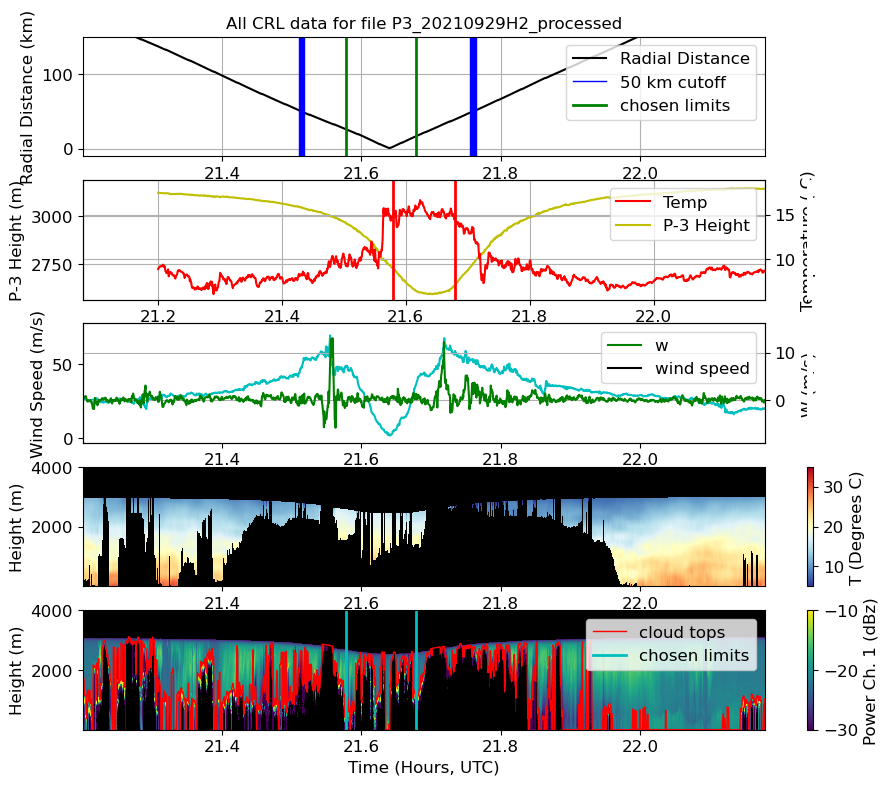 All CRL data for file P3_20210929H2_processed
Radial Distance (km)
100
0
Radial Distance
50 km cutoff
chosen limits
21.4
21.6
21.8
22.0
P-3 Height (m)
3000
2750
Temp
P-3 Height
15
10
Temperature ( C)
21.2
21.4
21.6
21.8
22.0
Wind Speed (m/s)
50
0
w
wind speed
10
0
W (m/s)
21.4
21.6
21.8
22.0
Height (m)
4000
2000
30
20
10
T (Degrees C)
21.4
21.6
21.8
22.0
Height (m)
4000
2000
cloud tops
chosen limits
−10
−20
−30
Power Ch. 1 (dBz)
21.4
21.6
21.8
22.0
Time (Hours, UTC)